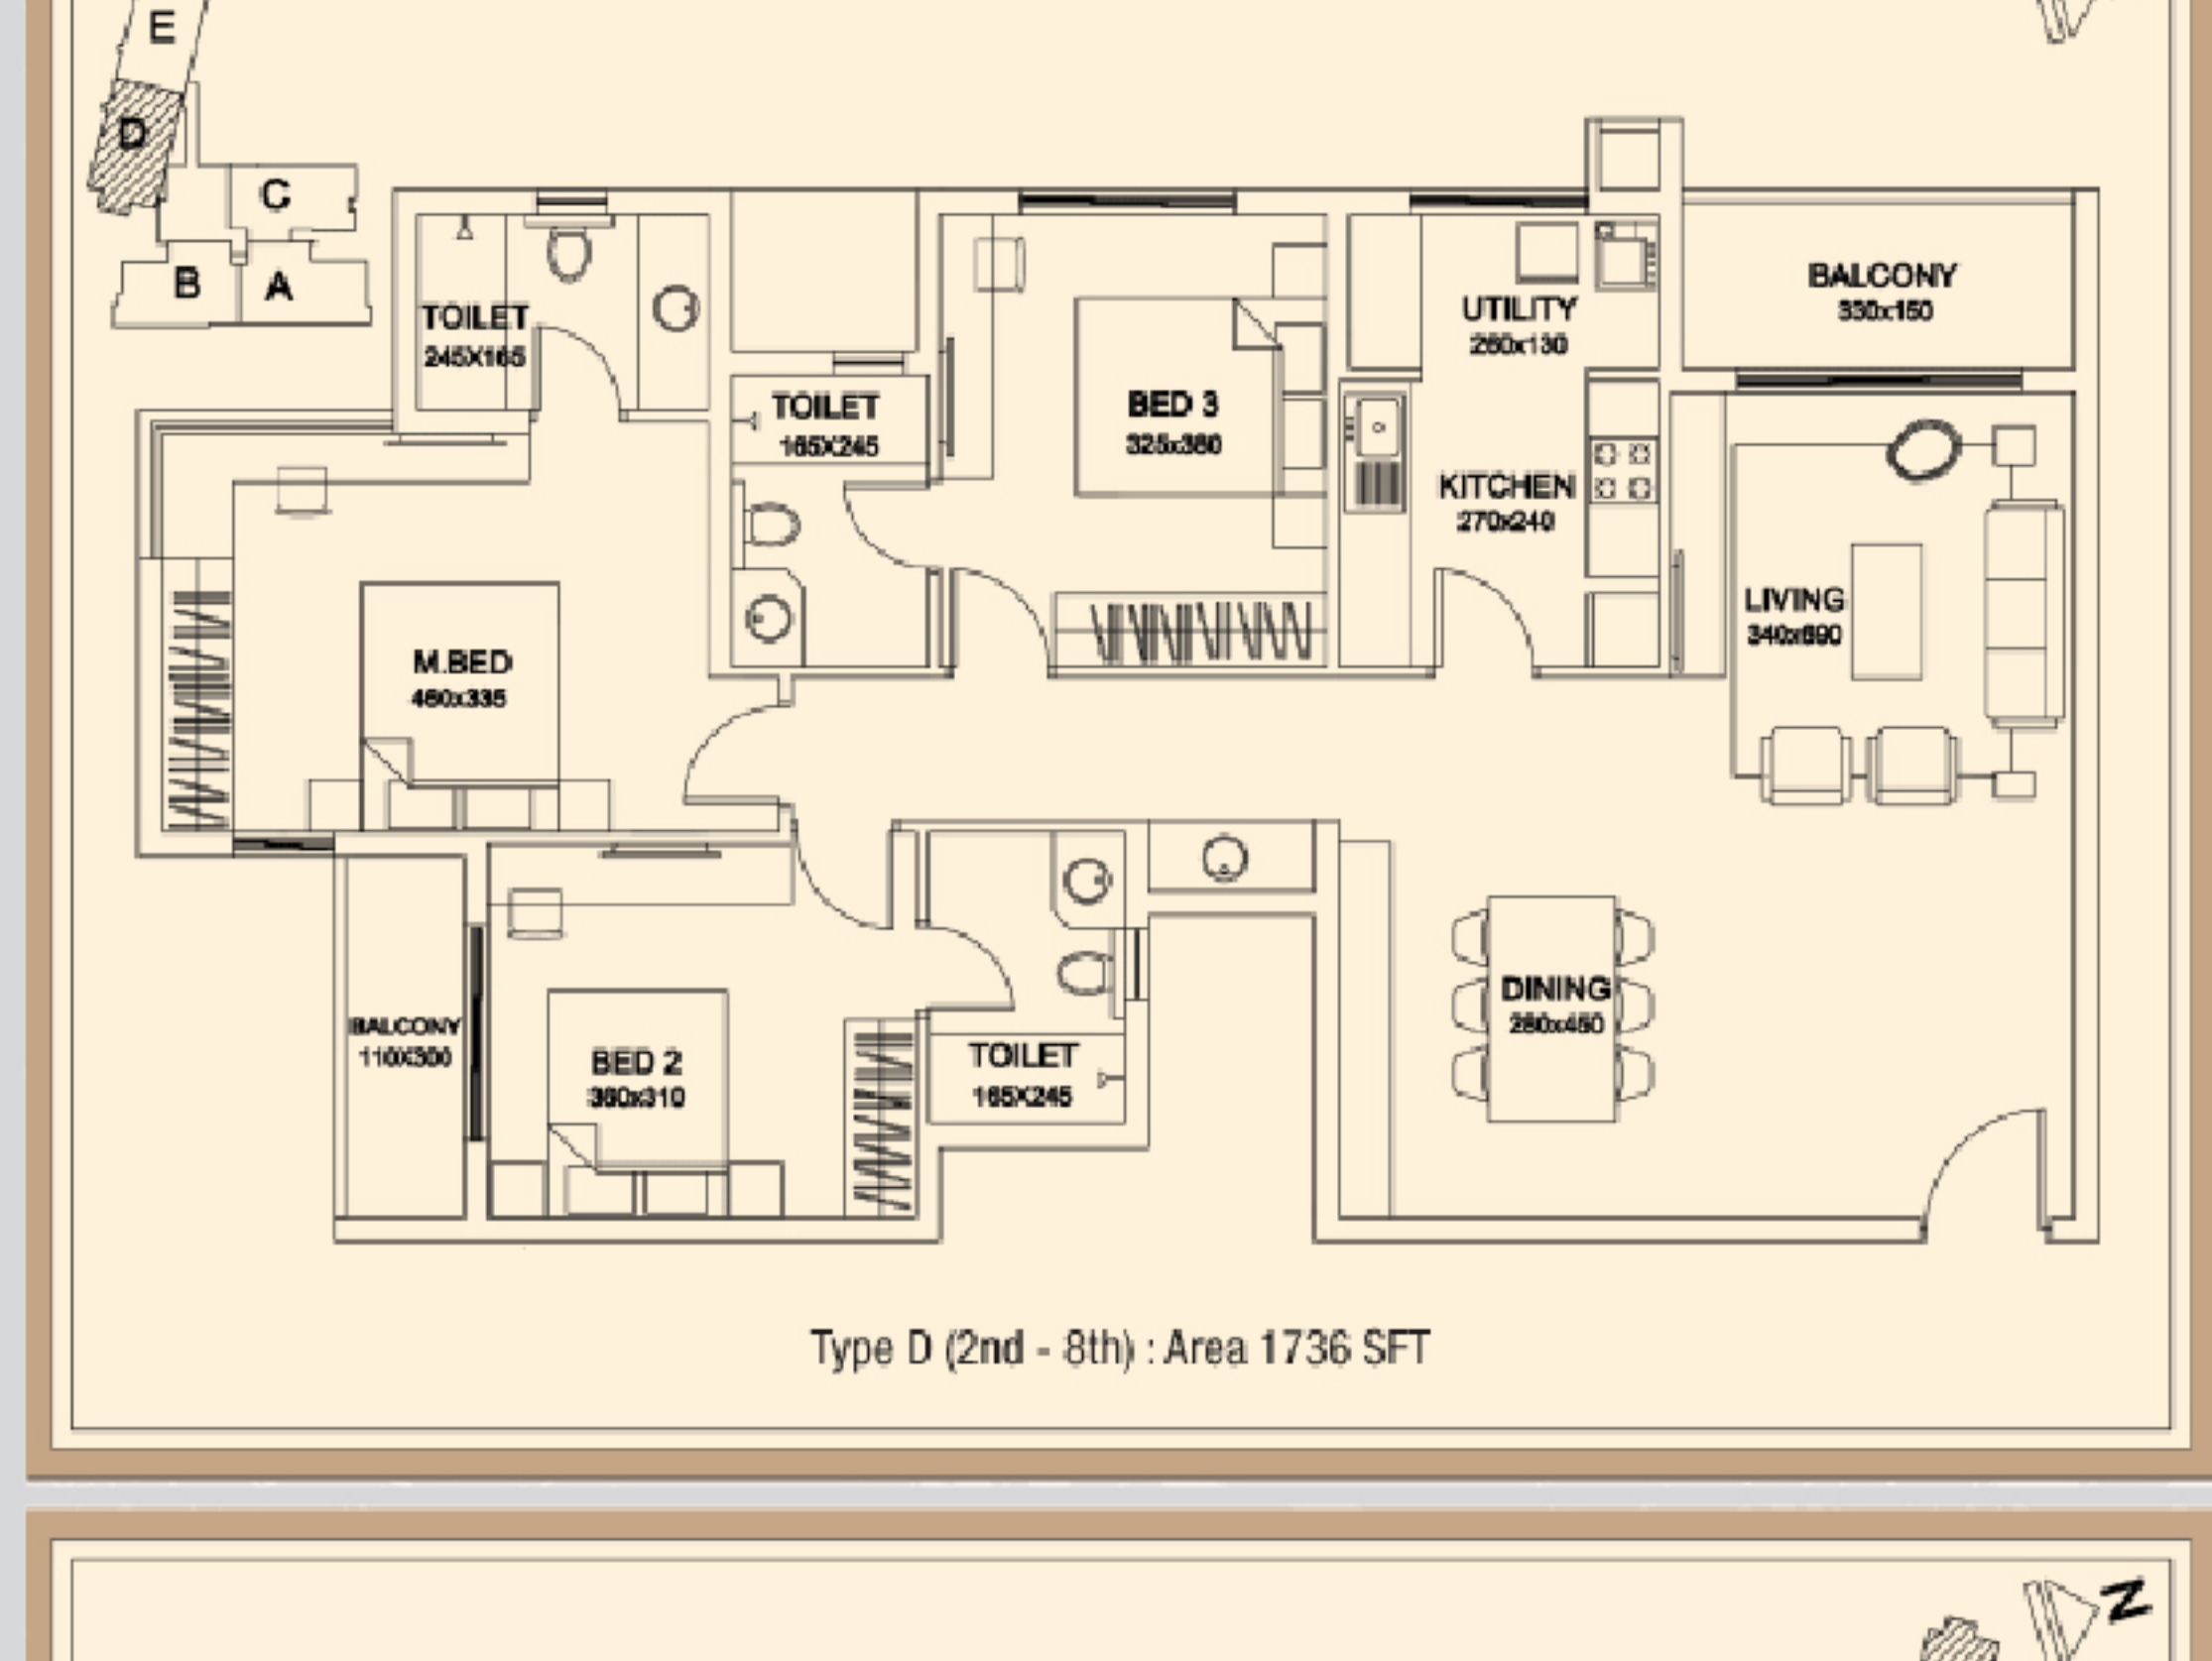 E
D
C
B
A
TOILET
245X165
TOILET
165X245
BED 3
325x380
UTILITY
260x130
BALCONY
330x150
KITCHEN
270x240
LIVING
340x690
M.BED
460x335
BALCONY
110X300
BED 2
360x310
TOILET
165X245
DINING
280x450
Type D (2nd - 8th) : Area 1736 SFT
N